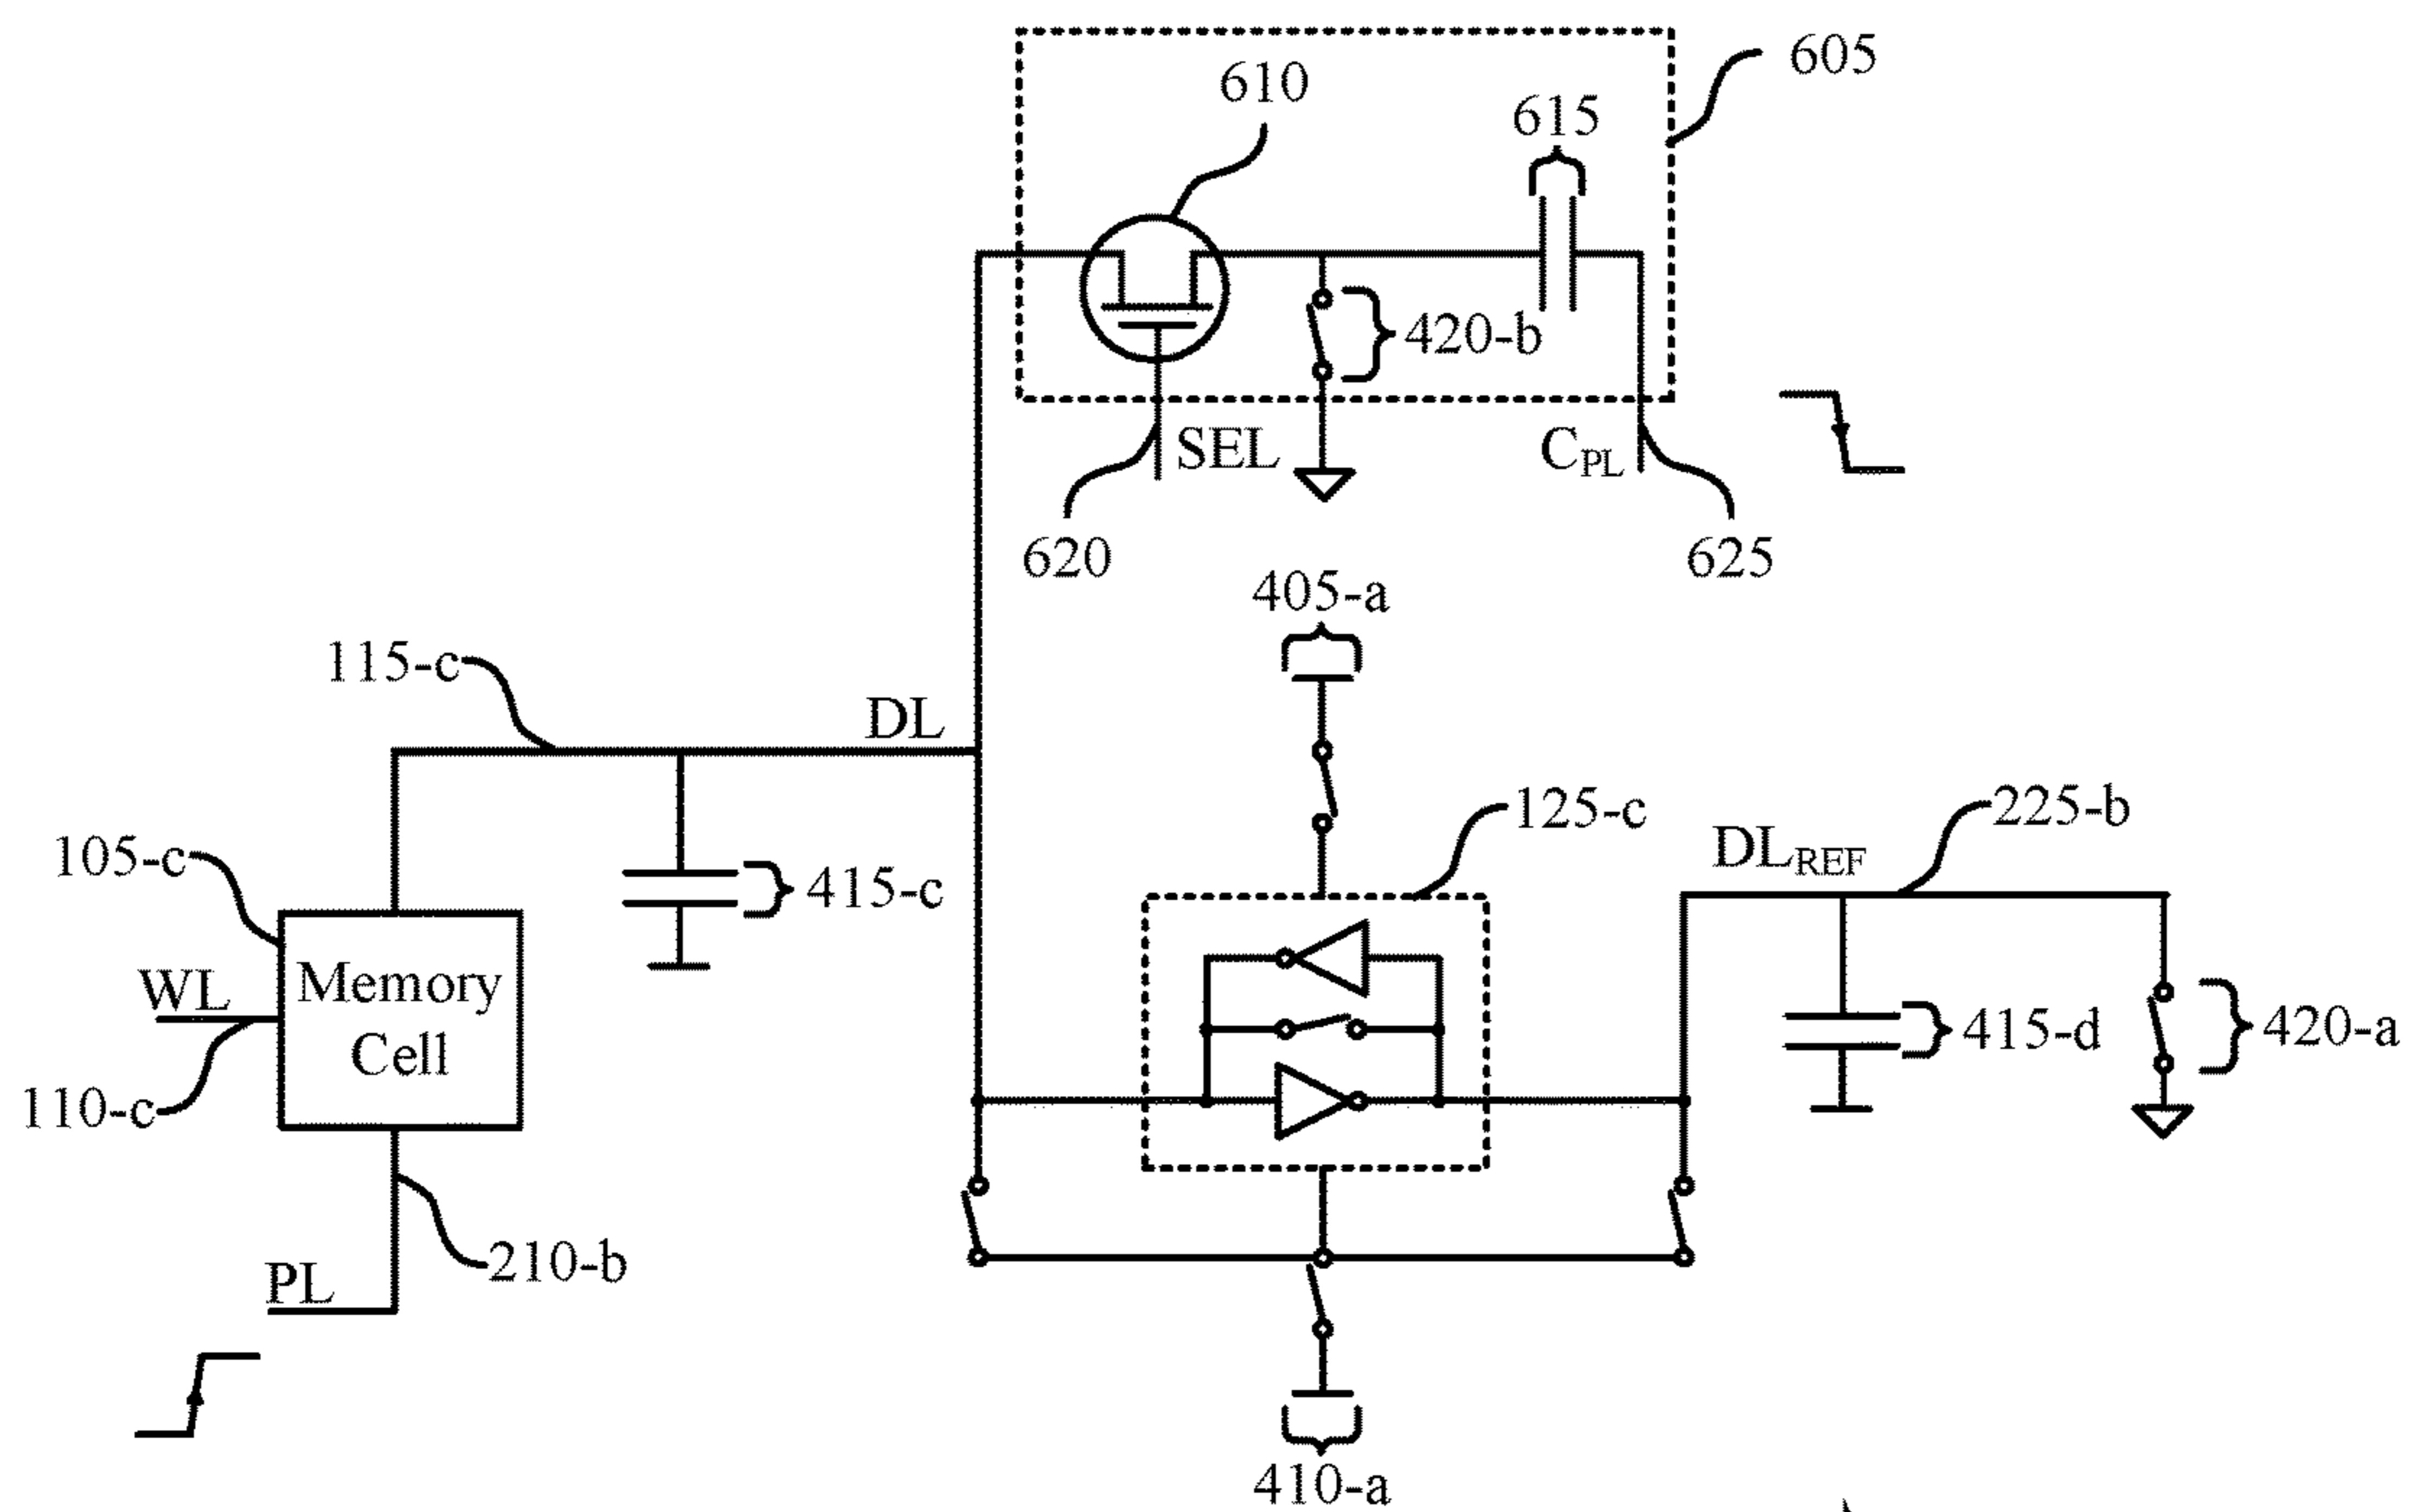 605
610
615
420-b
SEL
CPL
620
625
405-a
115-c
DL
125-c
225-b
DLREF
105-c
415-c
WL
Memory
Cell
415-d
420-a
110-c
210-b
PL
410-a